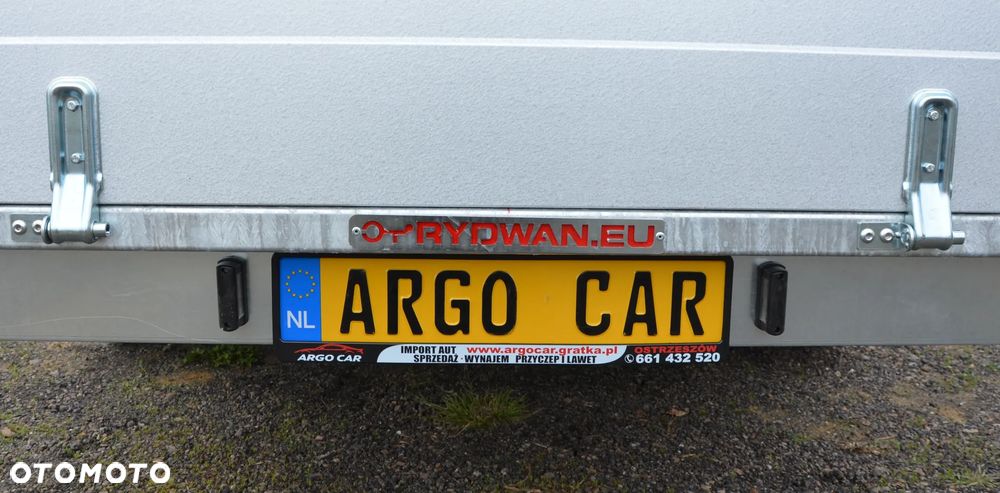 RYDWAN.EU
NL ARGO CAR
ARGO CAR
IMPORT AUT www.argocar.gratka.pl
SPRZEDAŻ - WYNAJEM PRZYCZEP I LAWET
OSTRZESZÓW
661 432 520
OTOMOTO